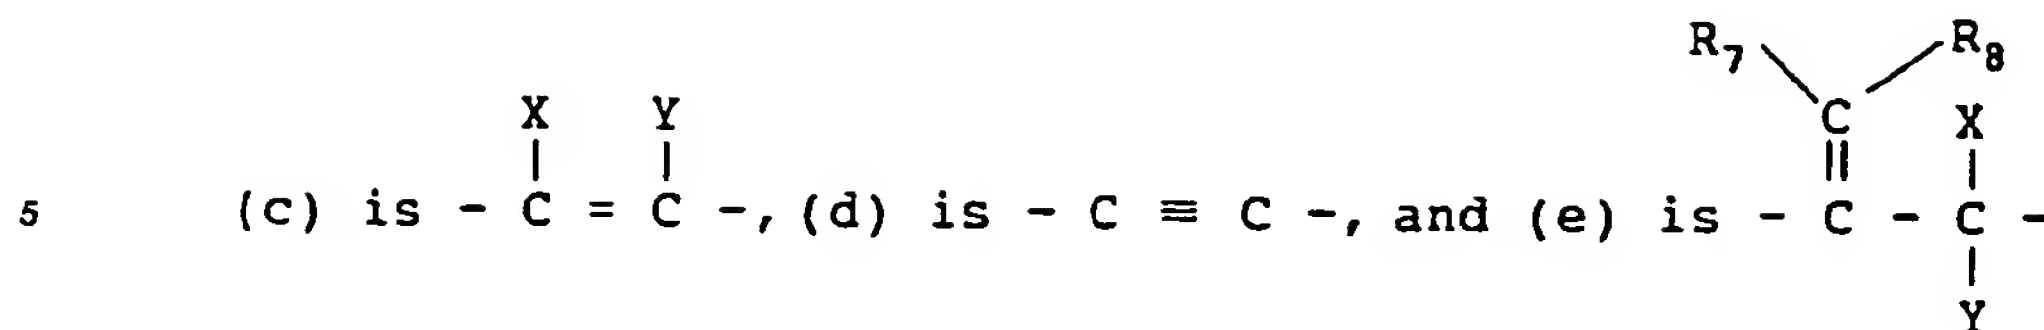 R₇ R₈
X Y C X
5 (c) is - C = C -, (d) is - C ≡ C -, and (e) is - C - C -
Y